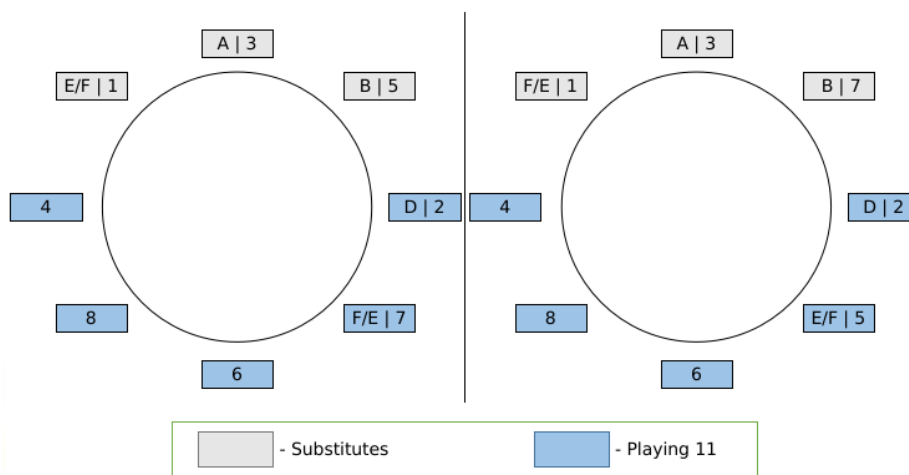 A | 3
E/F | 1
B | 5
4
D | 2
8
F/E | 7
6
A | 3
F/E | 1
B | 7
4
D | 2
8
E/F | 5
6
- Substitutes
- Playing 11